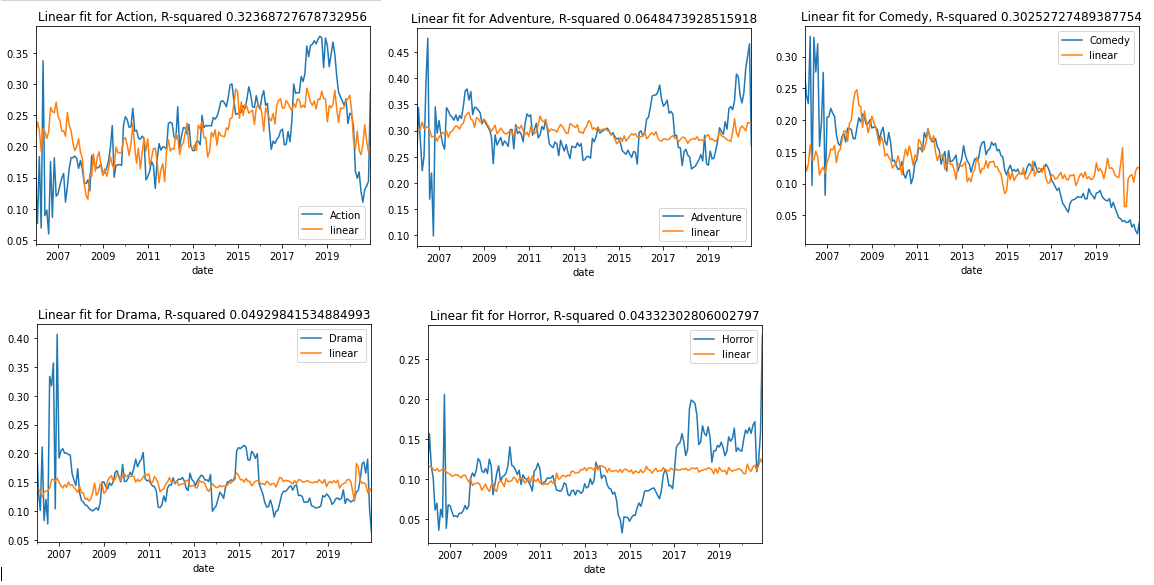 Linear fit for Action, R-squared 0.32368727678732956
0.35
0.30
0.25
0.20
0.15
0.10
0.05
Action
linear
2007 2009 2011 2013 2015 2017 2019
date
Linear fit for Adventure, R-squared 0.0648473928515918
0.45
0.40
0.35
0.30
0.25
0.20
0.15
0.10
Adventure
linear
2007 2009 2011 2013 2015 2017 2019
date
Linear fit for Comedy, R-squared 0.30252727489387754
Comedy
linear
0.30
0.25
0.20
0.15
0.10
0.05
2007 2009 2011 2013 2015 2017 2019
date
Linear fit for Drama, R-squared 0.04929841534884993
Drama
linear
0.40
0.35
0.30
0.25
0.20
0.15
0.10
0.05
2007 2009 2011 2013 2015 2017 2019
date
Linear fit for Horror, R-squared 0.04332302806002797
Horror
linear
0.25
0.20
0.15
0.10
0.05
2007 2009 2011 2013 2015 2017 2019
date